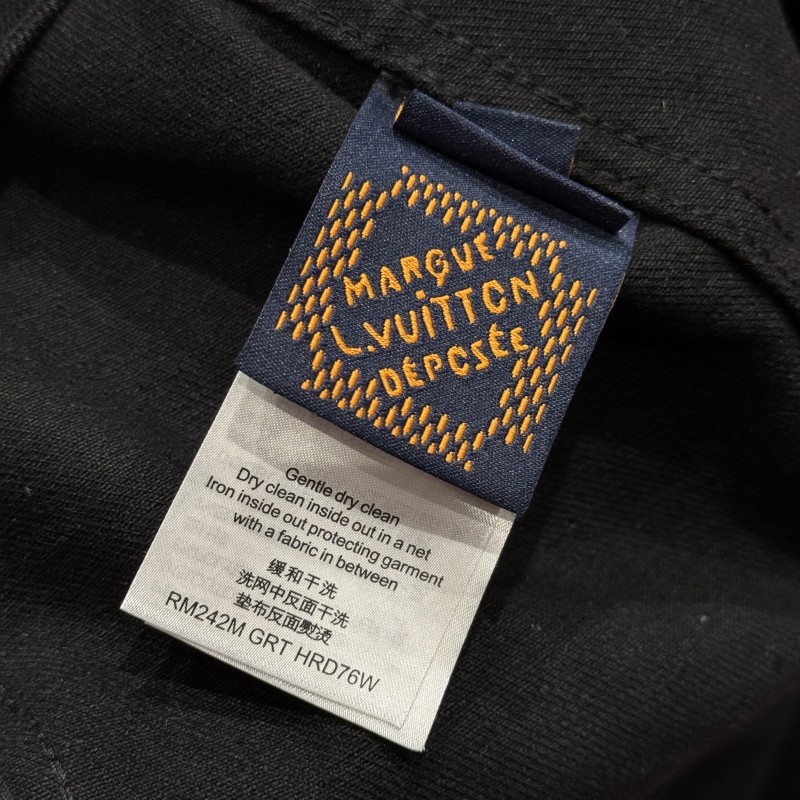 MARQUE
L.VUITTON
DÉPOSÉE
Gentle dry clean
Dry clean inside out in a net
Iron inside out protecting garment
with a fabric in between
缓和干洗
洗网中反面干洗
垫布反面熨烫
RM242M GRT HRD76W